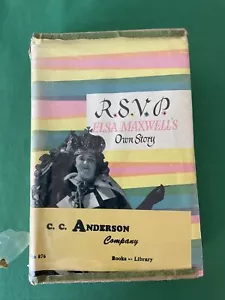 R.S.V.P.
ELSA MAXWELL'S
Own Story
C. C. ANDERSON
Company
Books -- Library